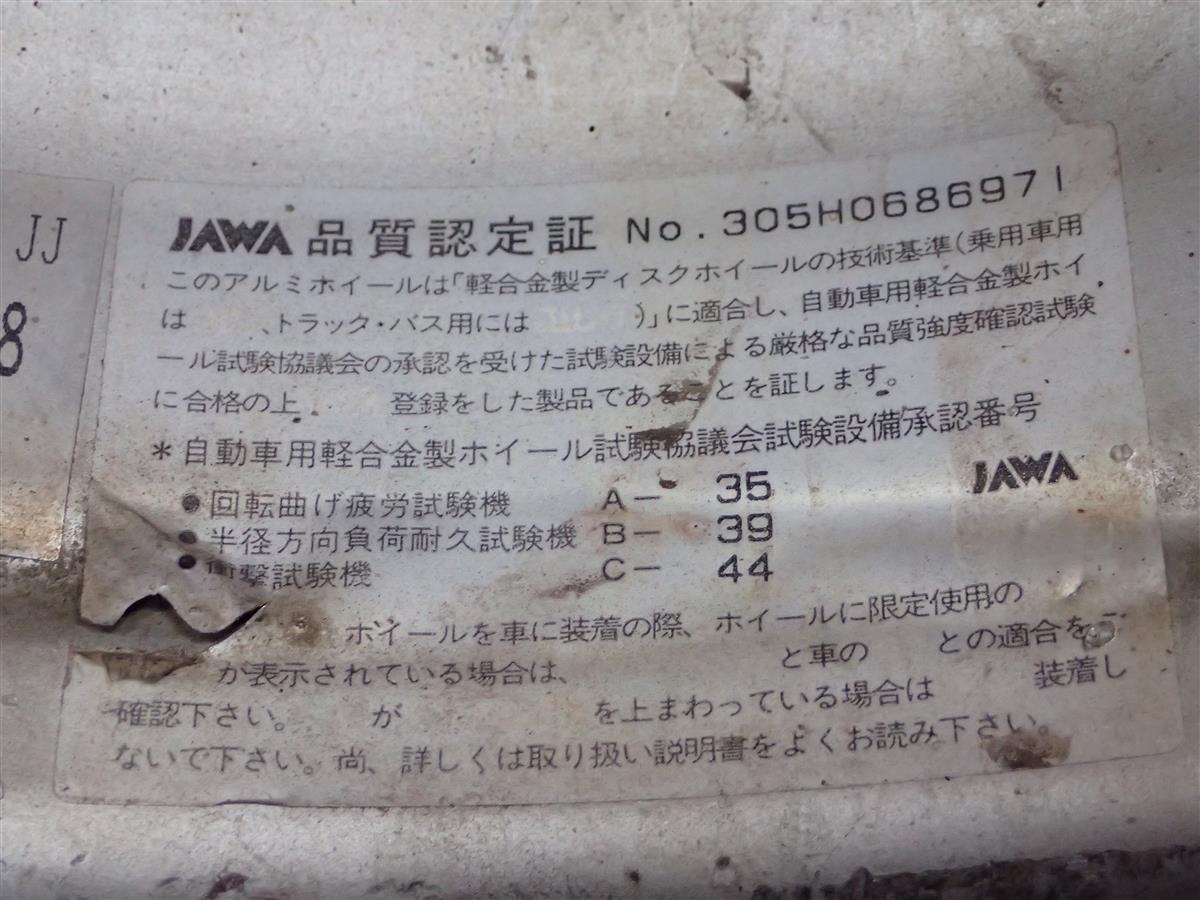 JJ
8
JAWA 品質認定証 No.305H0686971
このアルミホイールは「軽合金製ディスクホイールの技術基準(乗用車用
は 、トラック・バス用には )」に適合し、自動車用軽合金製ホイ
ール試験協議会の承認を受けた試験設備による厳格な品質強度確認試験
に合格の上 登録をした製品であることを証します。
*自動車用軽合金製ホイール試験協議会試験設備承認番号
●回転曲げ疲労試験機 A- 35
JAWA
●半径方向負荷耐久試験機 B- 39
●衝撃試験機 C- 44
ホイールを車に装着の際、ホイールに限定使用の
が表示されている場合は、 と車の との適合を
確認下さい。 が を上まわっている場合は 装着し
ないで下さい。尚、詳しくは取り扱い説明書をよくお読み下さい。